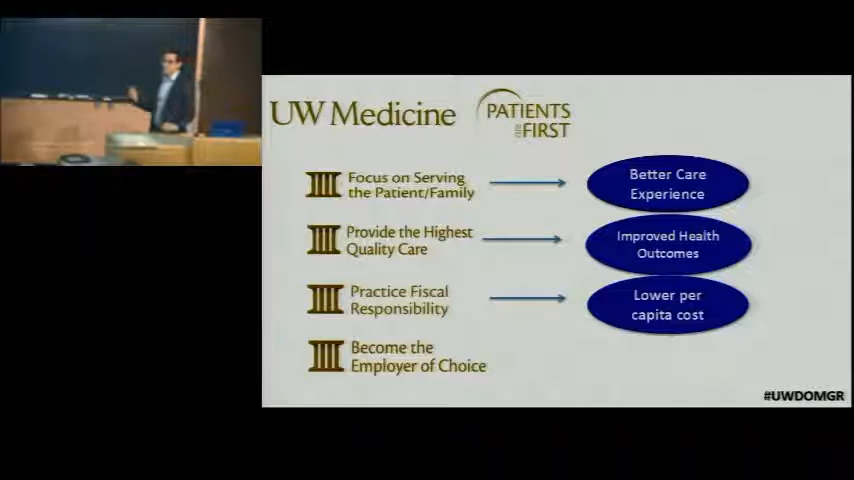 UW Medicine
PATIENTS
ARE
FIRST
Focus on Serving
the Patient/Family
Better Care
Experience
Provide the Highest
Quality Care
Improved Health
Outcomes
Practice Fiscal
Responsibility
Lower per
capita cost
Become the
Employer of Choice
#UWDOMGR